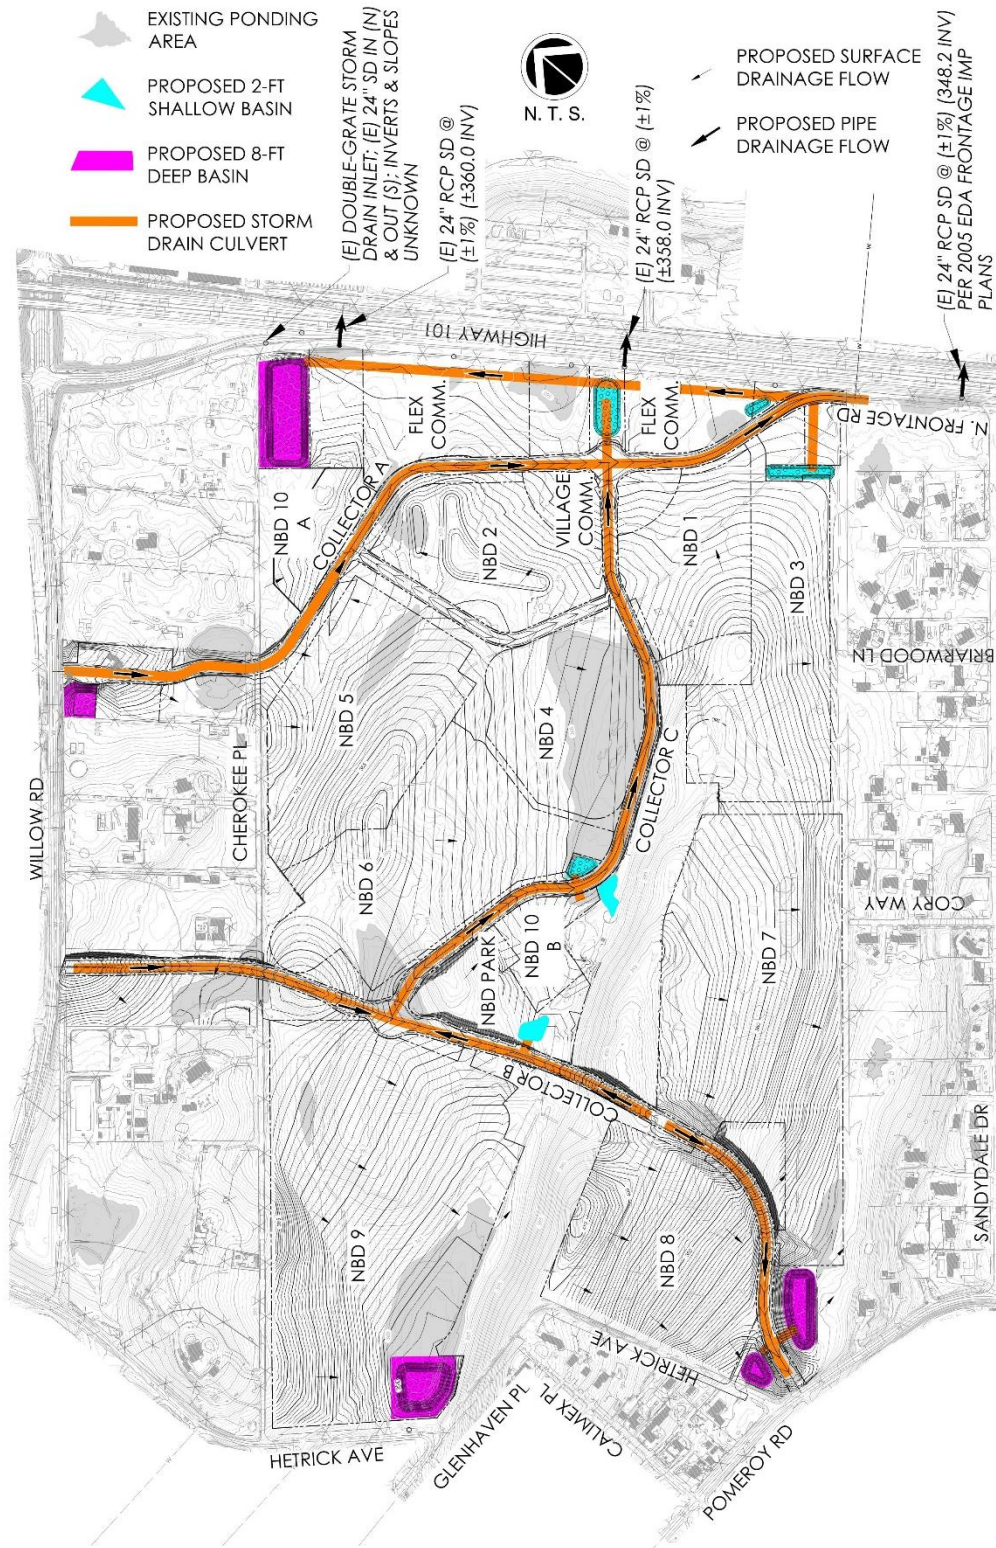 EXISTING PONDING
AREA
PROPOSED 2-FT
SHALLOW BASIN
PROPOSED 8-FT
DEEP BASIN
PROPOSED STORM
DRAIN CULVERT
(E) DOUBLE-GRATE STORM
DRAIN INLET; (E) 24" SD IN (N)
& OUT (S); INVERTS & SLOPES
UNKNOWN
(E) 24" RCP SD @
(±1%) (±360.0 INV)
N. T. S.
(E) 24" RCP SD @ (±1%)
(±358.0 INV)
PROPOSED SURFACE
DRAINAGE FLOW
PROPOSED PIPE
DRAINAGE FLOW
(E) 24" RCP SD @ (±1%) (348.2 INV)
PER 2005 EDA FRONTAGE IMP
PLANS
HIGHWAY 101
N. FRONTAGE RD
FLEX
COMM.
FLEX
COMM.
VILLAGE
COMM.
NBD 10
A
COLLECTOR A
NBD 2
NBD 1
NBD 3
BRIARWOOD LN
WILLOW RD
CHEROKEE PL
NBD 5
NBD 4
COLLECTOR C
NBD 6
NBD PARK
NBD 10
B
NBD 7
CORY WAY
COLLECTOR B
NBD 9
NBD 8
SANDYDALE DR
HETRICK AVE
HETRICK AVE
GLENHAVEN PL
CALIMEX PL
POMEROY RD